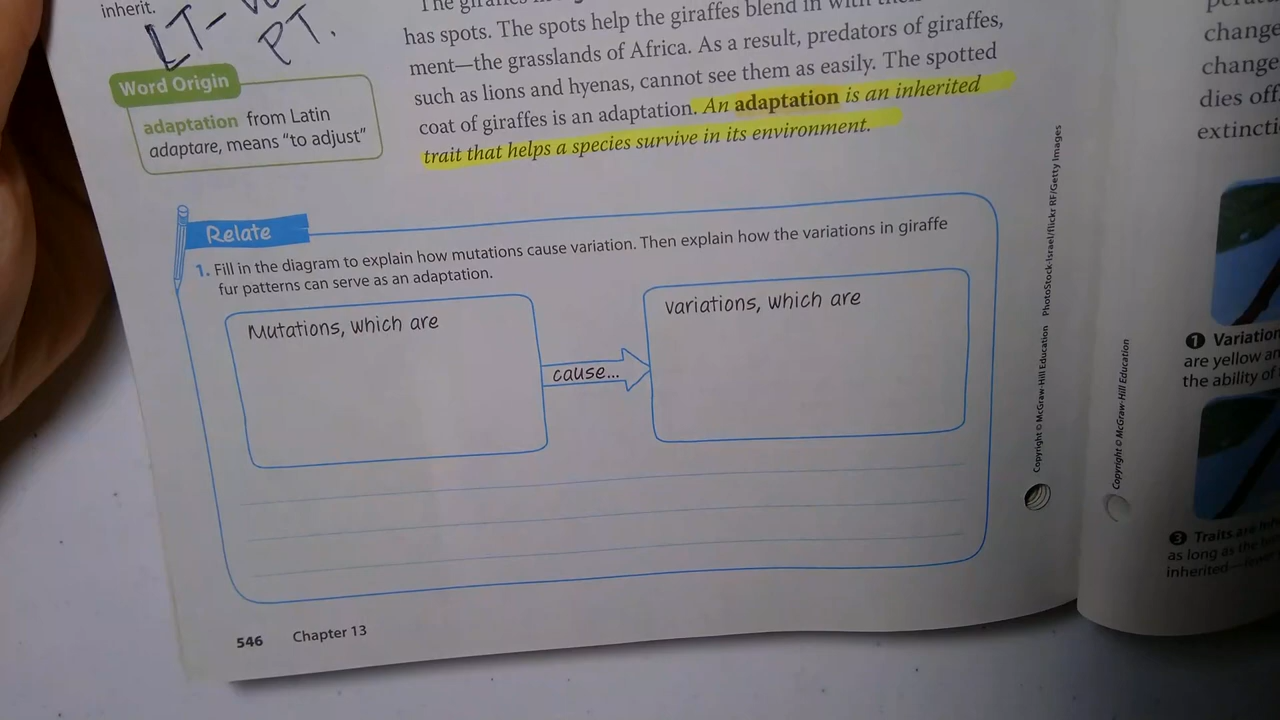 inherit.
LT-
PT.
Word Origin
adaptation from Latin
adaptare, means "to adjust"
The
has spots. The spots help the giraffes blend in with
ment—the grasslands of Africa. As a result, predators of giraffes,
such as lions and hyenas, cannot see them as easily. The spotted
coat of giraffes is an adaptation. An adaptation is an inherited
trait that helps a species survive in its environment.
Relate
1. Fill in the diagram to explain how mutations cause variation. Then explain how the variations in giraffe
fur patterns can serve as an adaptation.
Mutations, which are
cause...
variations, which are
546 Chapter 13
Copyright © McGraw-Hill Education PhotoStock-Israel/flickr RF/Getty Images
Copyright © McGraw-Hill Education
change
change
dies off
extincti
1 Variation
are yellow an
the ability of
3 Traits are
as long as the
inherited—